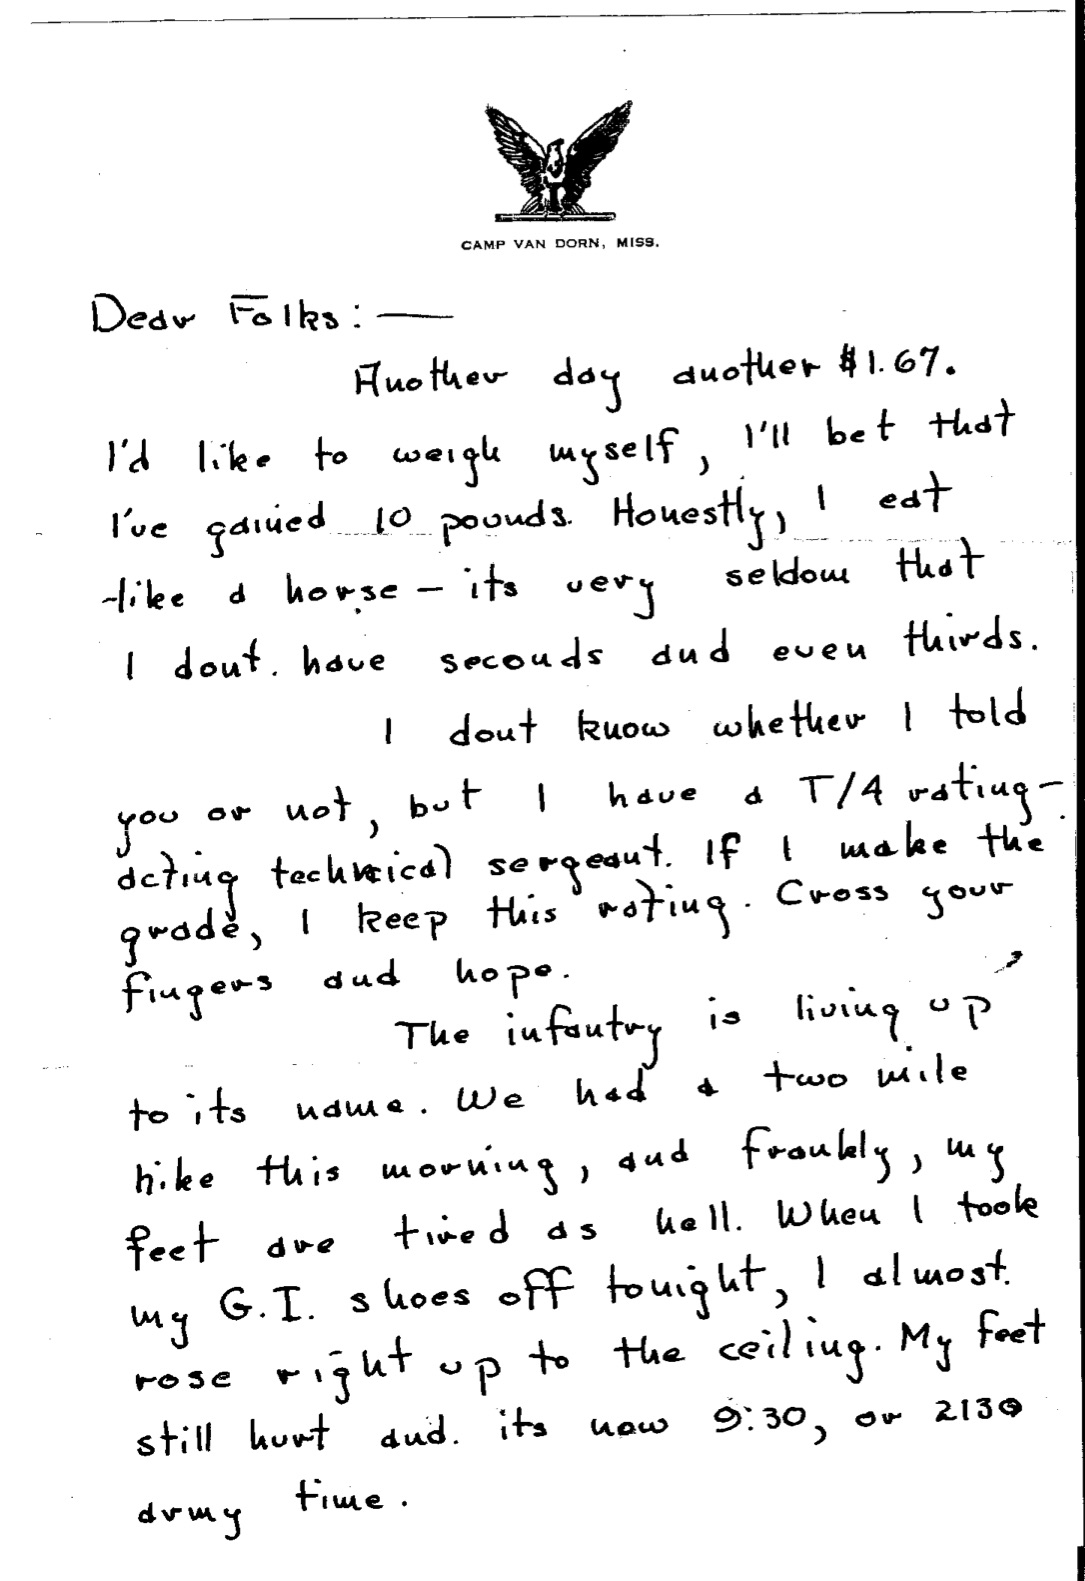 CAMP VAN DORN, MISS.
Dear Folks: —
Another day another $1.67.
I'd like to weigh myself, I'll bet that
I've gained 10 pounds. Honestly, I eat
like a horse – its very seldom that
I dont have seconds and even thirds.
I dont know whether I told
you or not, but I have a T/4 rating –
acting technical sergeant. If I make the
grade, I keep this rating. Cross your
fingers and hope.
The infantry is living up
to its name. We had a two mile
hike this morning, and frankly, my
feet are tired as hell. When I took
my G.I. shoes off tonight, I almost
rose right up to the ceiling. My feet
still hurt and its now 9:30, or 2130
army time.